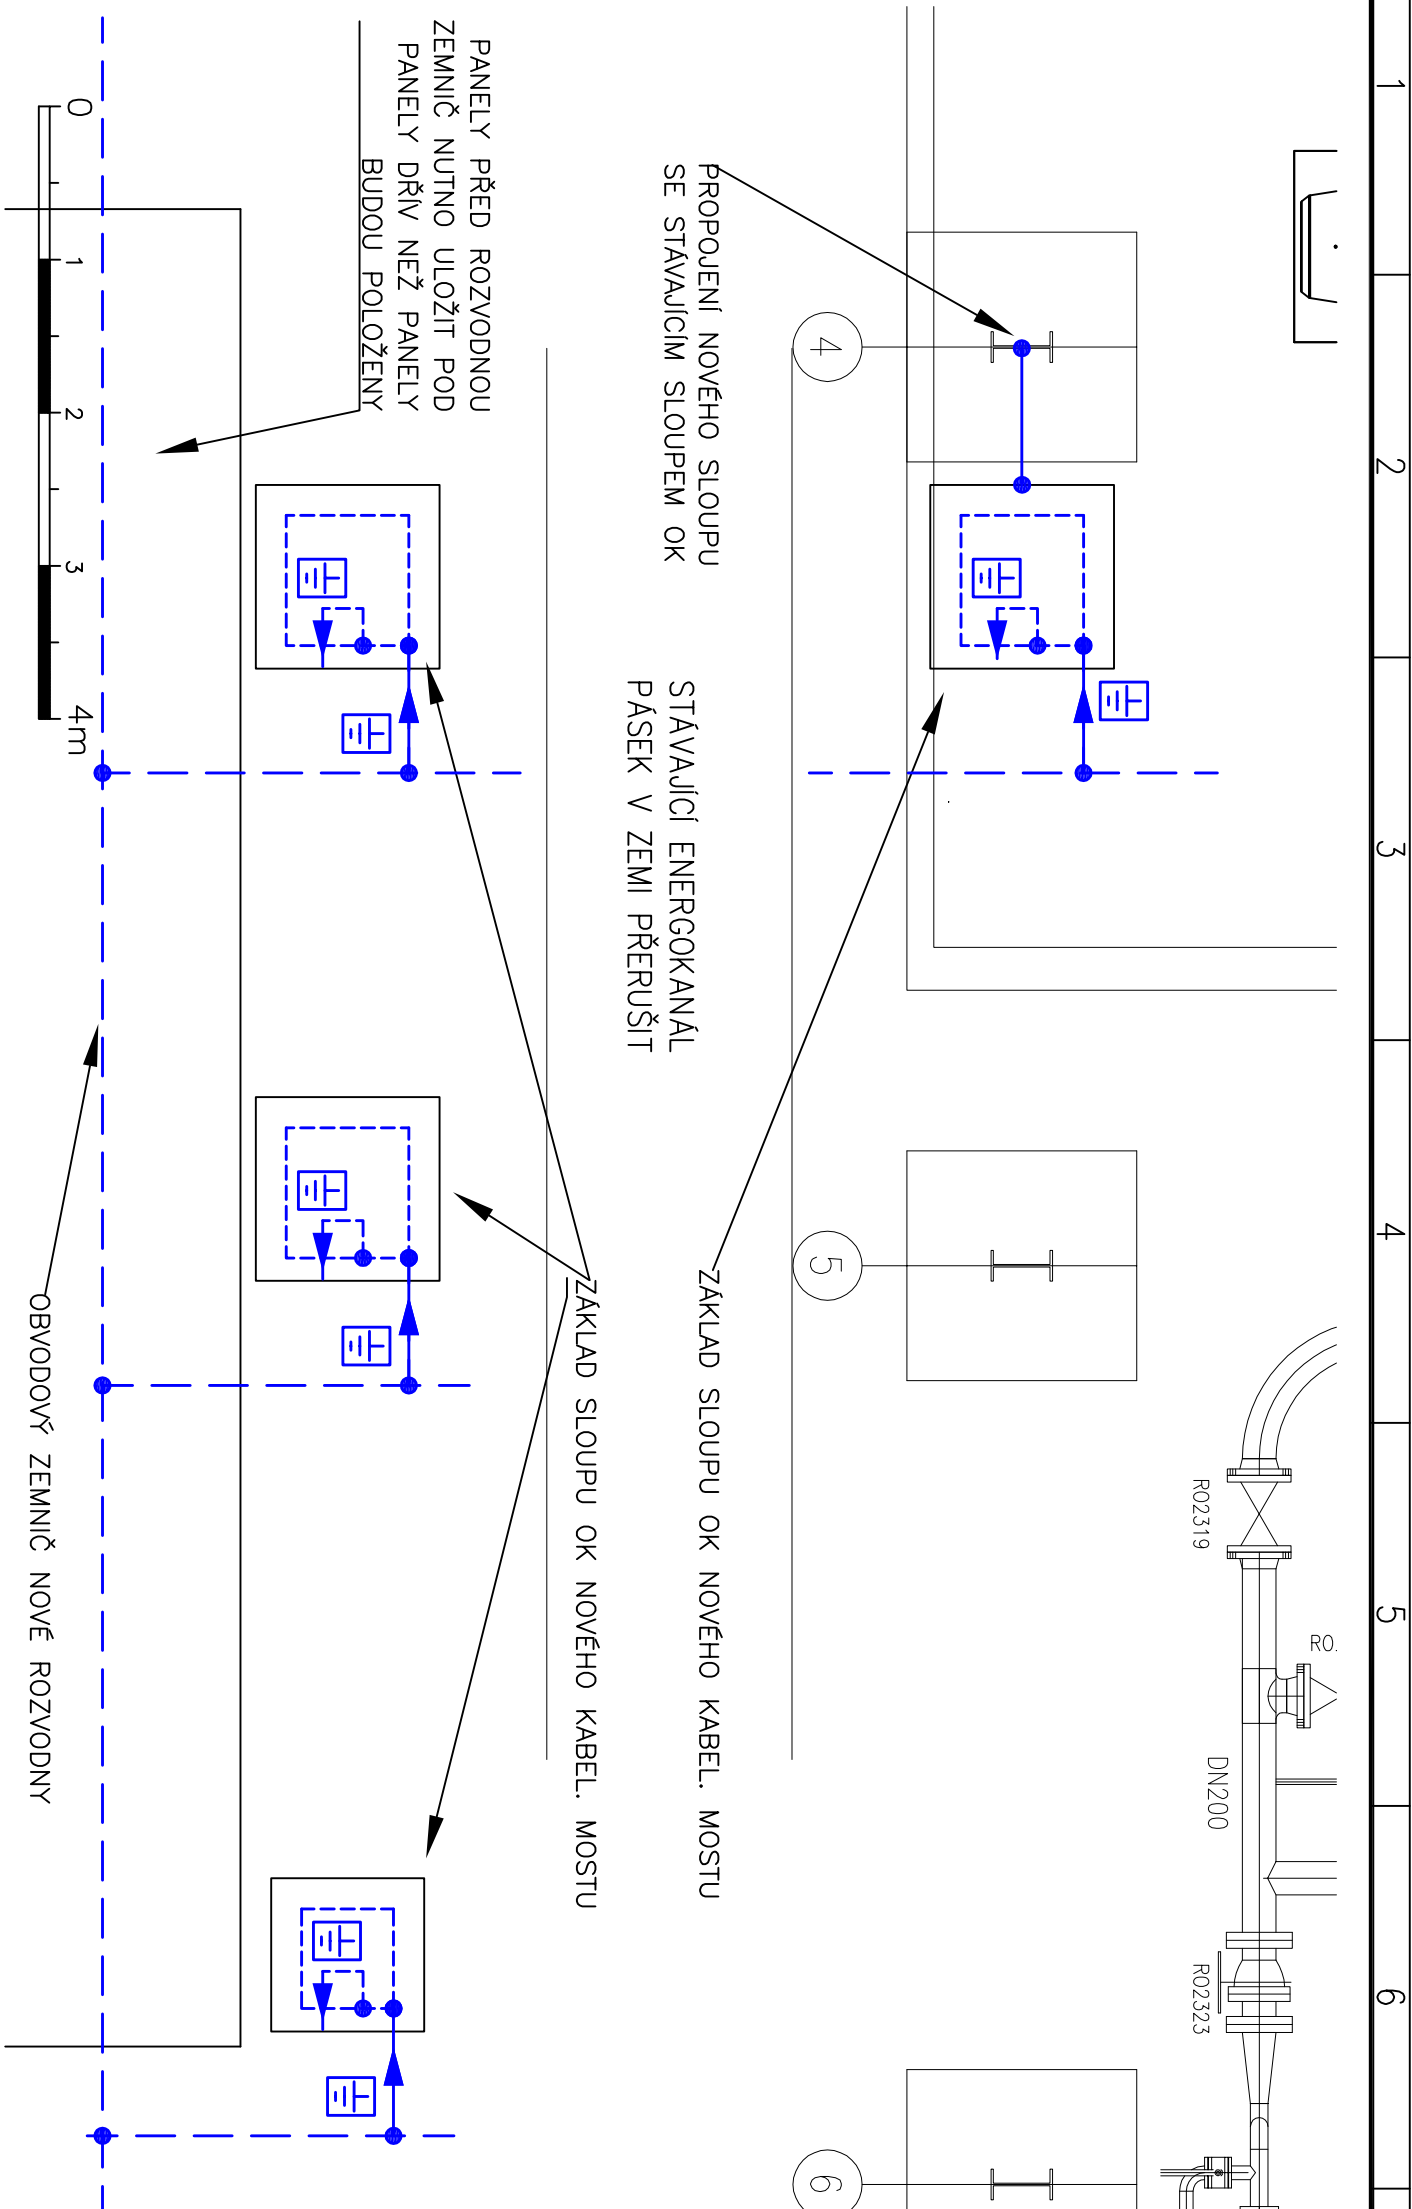 1
2
3
4
5
6
RO.
RO2319
DN200
RO2323
4
5
6
PROPOJENÍ NOVÉHO SLOUPU
SE STÁVAJÍCÍM SLOUPEM OK
ZÁKLAD SLOUPU OK NOVÉHO KABEL. MOSTU
STÁVAJÍCÍ ENERGOKANÁL
PÁSEK V ZEMI PŘERUŠIT
ZÁKLAD SLOUPU OK NOVÉHO KABEL. MOSTU
PANELY PŘED ROZVODNOU
ZEMNIČ NUTNO ULOŽIT POD
PANELY DŘÍV NEŽ PANELY
BUDOU POLOŽENY
0 1 2 3 4m
OBVODOVÝ ZEMNIČ NOVÉ ROZVODNY